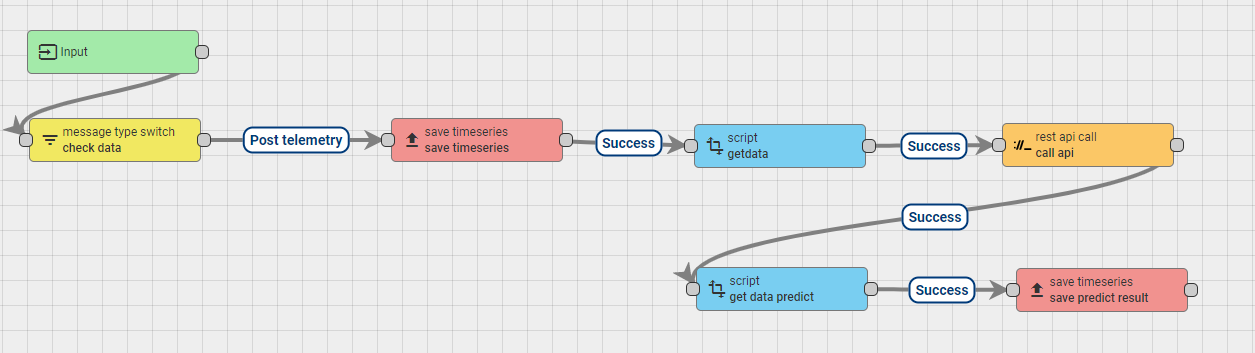 Input
message type switch
check data
Post telemetry
save timeseries
save timeseries
Success
script
getdata
Success
rest api call
call api
Success
script
get data predict
Success
save timeseries
save predict result